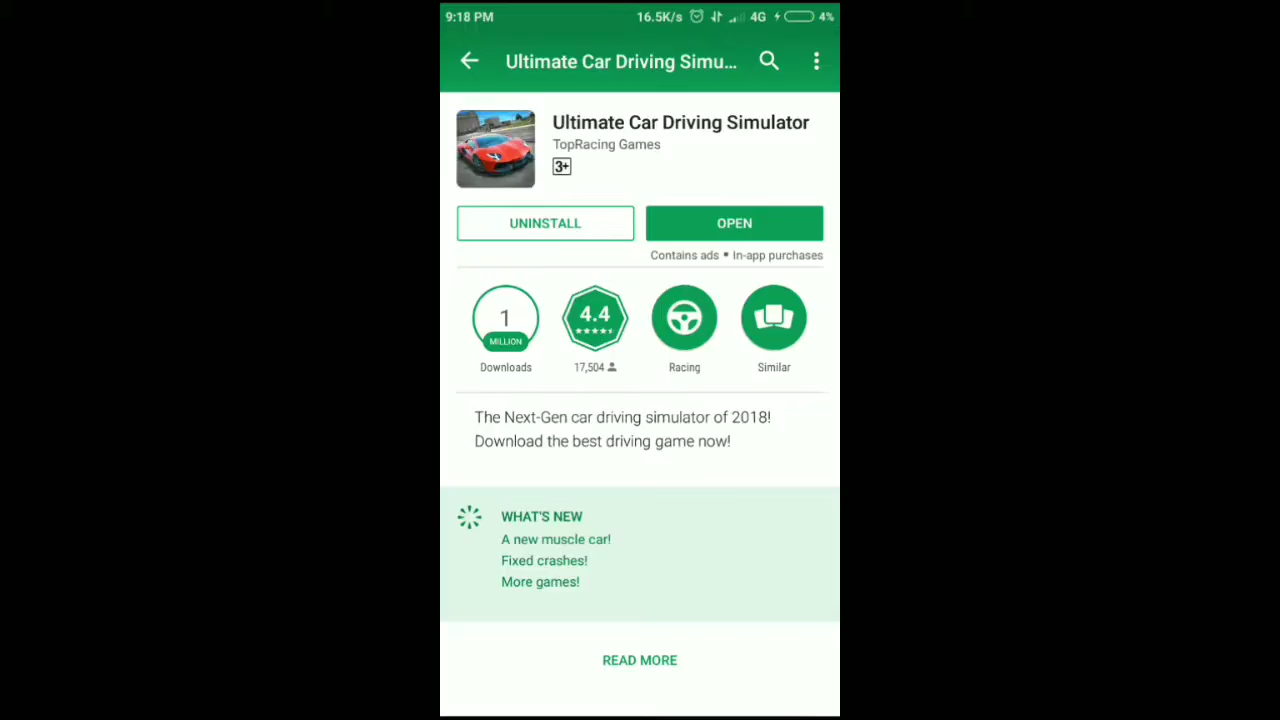 9:18 PM 16.5K/s 4G 4%
Ultimate Car Driving Simu...
Ultimate Car Driving Simulator
TopRacing Games
3+
UNINSTALL OPEN
Contains ads • In-app purchases
1 MILLION 4.4
Downloads 17,504 Racing Similar
The Next-Gen car driving simulator of 2018!
Download the best driving game now!
WHAT'S NEW
A new muscle car!
Fixed crashes!
More games!
READ MORE